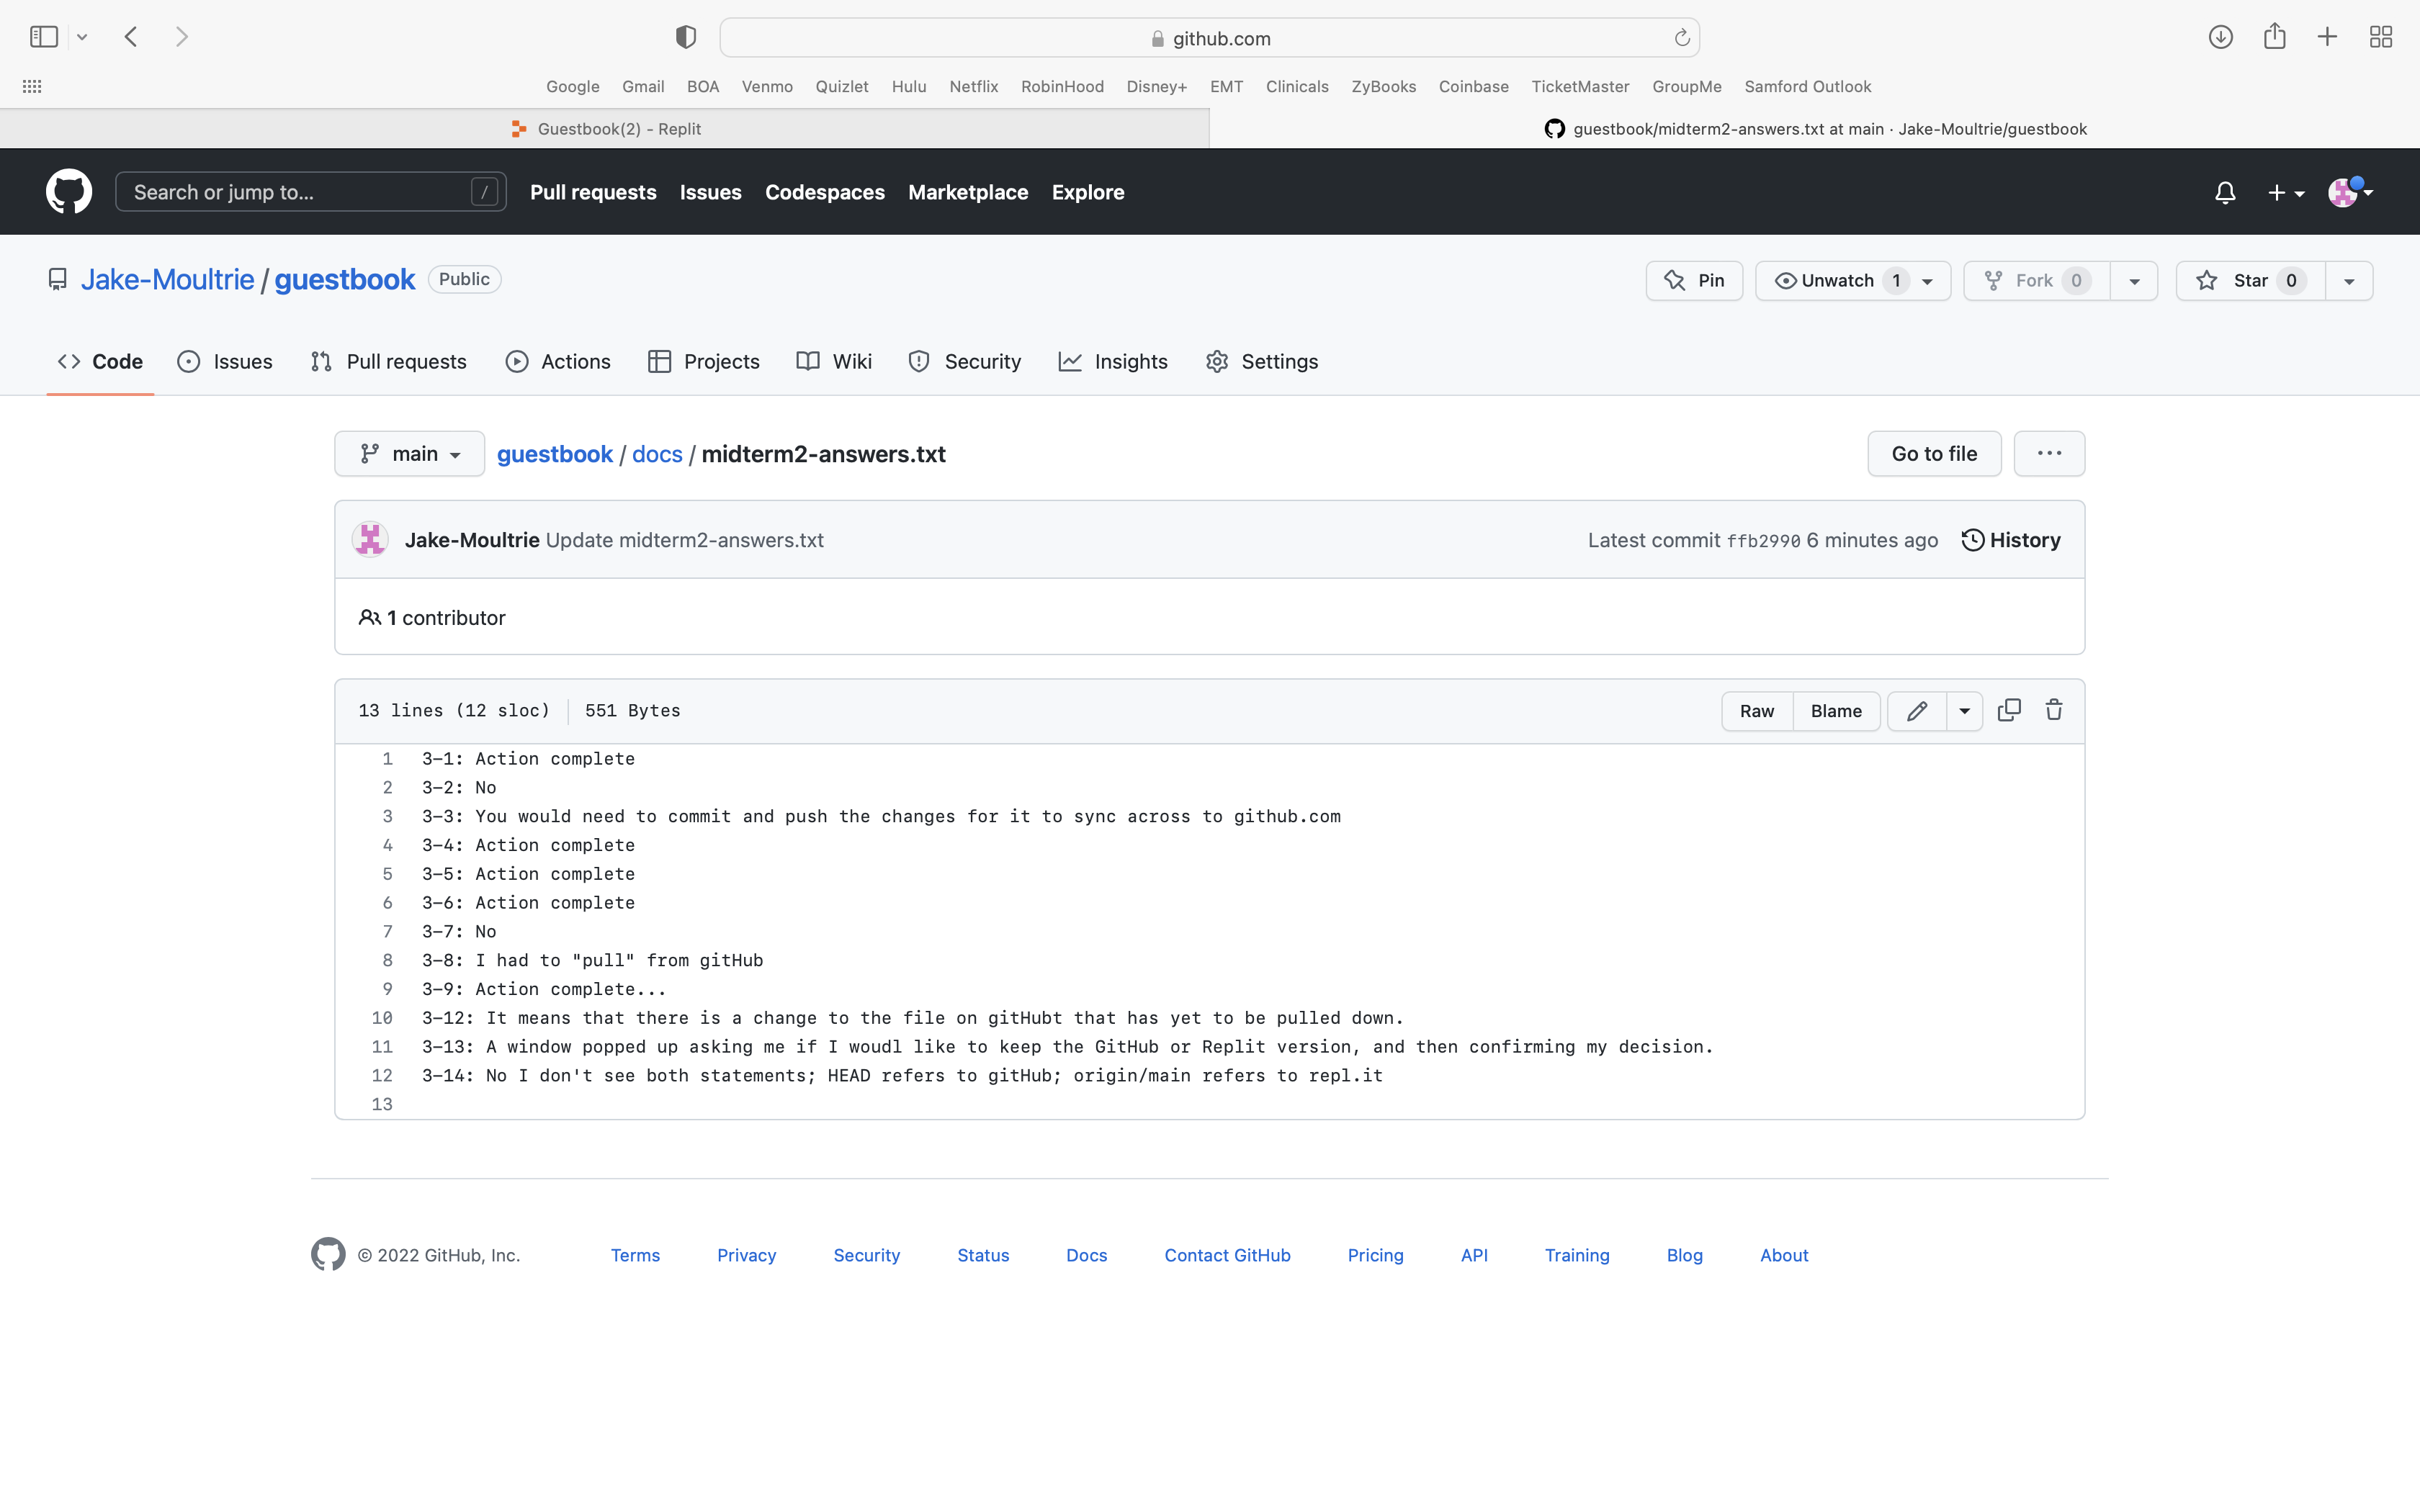 github.com
Google Gmail BOA Venmo Quizlet Hulu Netflix RobinHood Disney+ EMT Clinicals ZyBooks Coinbase TicketMaster GroupMe Samford Outlook
Guestbook(2) - Replit guestbook/midterm2-answers.txt at main · Jake-Moultrie/guestbook
Search or jump to... / Pull requests Issues Codespaces Marketplace Explore
Jake-Moultrie / guestbook Public Pin Unwatch 1 Fork 0 Star 0
Code Issues Pull requests Actions Projects Wiki Security Insights Settings
main guestbook / docs / midterm2-answers.txt Go to file ...
Jake-Moultrie Update midterm2-answers.txt Latest commit ffb2990 6 minutes ago History
1 contributor
13 lines (12 sloc) 551 Bytes Raw Blame
1 3-1: Action complete
2 3-2: No
3 3-3: You would need to commit and push the changes for it to sync across to github.com
4 3-4: Action complete
5 3-5: Action complete
6 3-6: Action complete
7 3-7: No
8 3-8: I had to "pull" from gitHub
9 3-9: Action complete...
10 3-12: It means that there is a change to the file on gitHubt that has yet to be pulled down.
11 3-13: A window popped up asking me if I woudl like to keep the GitHub or Replit version, and then confirming my decision.
12 3-14: No I don't see both statements; HEAD refers to gitHub; origin/main refers to repl.it
13
© 2022 GitHub, Inc. Terms Privacy Security Status Docs Contact GitHub Pricing API Training Blog About